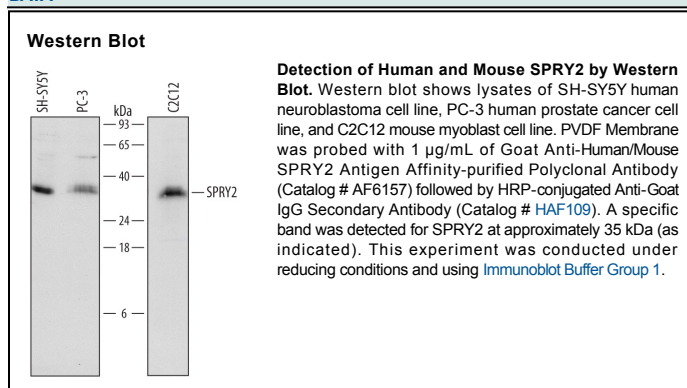 Western Blot
SH-SY5Y
PC-3
C2C12
kDa
93
65
40
SPRY2
24
18
6
Detection of Human and Mouse SPRY2 by Western
Blot. Western blot shows lysates of SH-SY5Y human
neuroblastoma cell line, PC-3 human prostate cancer cell
line, and C2C12 mouse myoblast cell line. PVDF Membrane
was probed with 1 µg/mL of Goat Anti-Human/Mouse
SPRY2 Antigen Affinity-purified Polyclonal Antibody
(Catalog # AF6157) followed by HRP-conjugated Anti-Goat
IgG Secondary Antibody (Catalog # HAF109). A specific
band was detected for SPRY2 at approximately 35 kDa (as
indicated). This experiment was conducted under
reducing conditions and using Immunoblot Buffer Group 1.